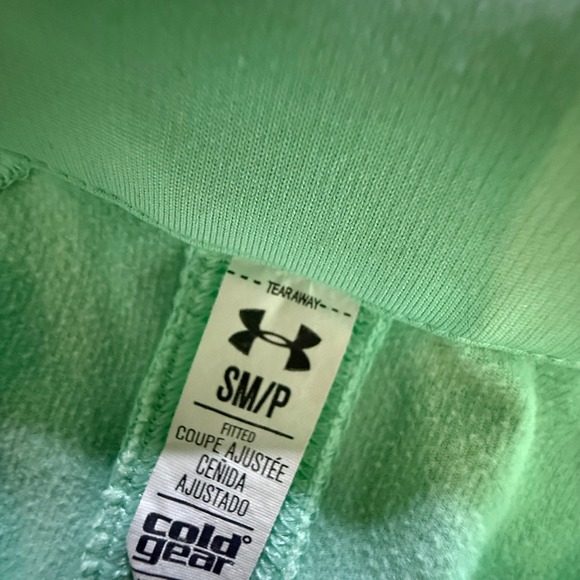 TEARAWAY
SM/P
FITTED
COUPE AJUSTÉE
CEÑIDA
AJUSTADO
cold°
gear